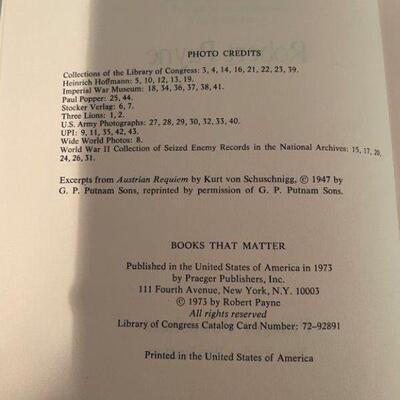 PHOTO CREDITS
Collections of the Library of Congress: 3, 4, 14, 16, 21, 22, 23, 39.
Heinrich Hoffmann: 5, 10, 12, 13, 19.
Imperial War Museum: 18, 34, 36, 37, 38, 41.
Paul Popper: 25, 44.
Stocker Verlag: 6, 7.
Three Lions: 1, 2.
U.S. Army Photographs: 27, 28, 29, 30, 32, 33, 40.
UPI: 9, 11, 35, 42, 43.
Wide World Photos: 8.
World War II Collection of Seized Enemy Records in the National Archives: 15, 17, 20,
24, 26, 31.
Excerpts from Austrian Requiem by Kurt von Schuschnigg, © 1947 by
G. P. Putnam Sons, reprinted by permission of G. P. Putnam Sons.
BOOKS THAT MATTER
Published in the United States of America in 1973
by Praeger Publishers, Inc.
111 Fourth Avenue, New York, N.Y. 10003
© 1973 by Robert Payne
All rights reserved
Library of Congress Catalog Card Number: 72–92891
Printed in the United States of America